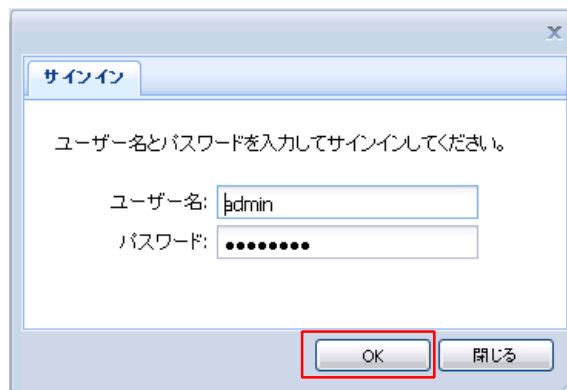 サインイン
ユーザー名とパスワードを入力してサインインしてください。
ユーザー名: admin
パスワード: ●●●●●●●●
OK 閉じる